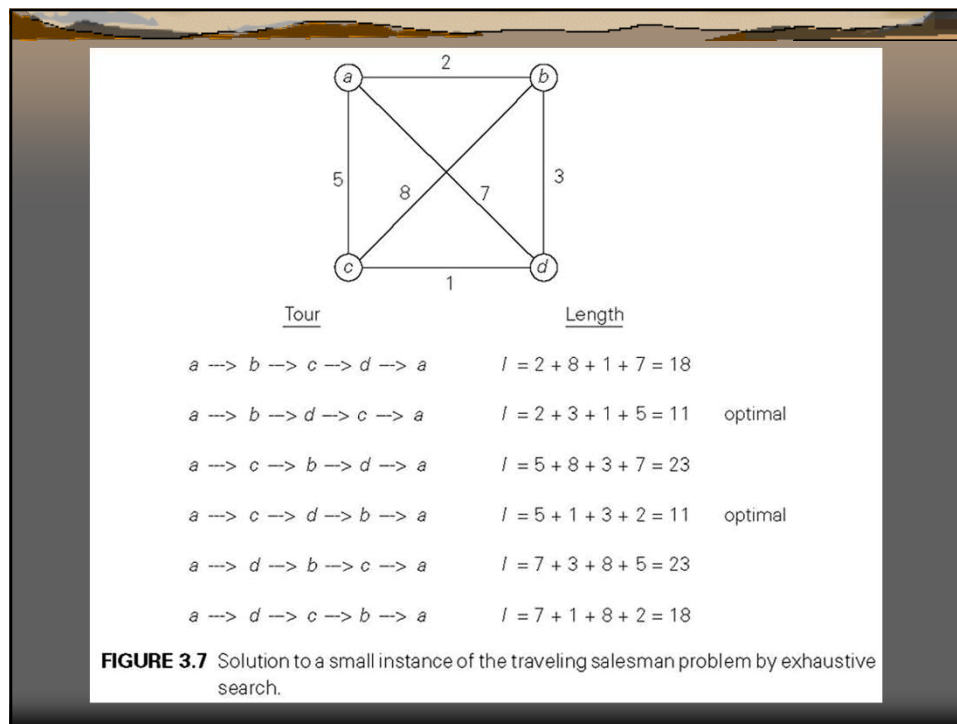 a 2 b
5 8 7 3
c 1 d
Tour Length
a ---> b ---> c ---> d ---> a l = 2 + 8 + 1 + 7 = 18
a ---> b ---> d ---> c ---> a l = 2 + 3 + 1 + 5 = 11 optimal
a ---> c ---> b ---> d ---> a l = 5 + 8 + 3 + 7 = 23
a ---> c ---> d ---> b ---> a l = 5 + 1 + 3 + 2 = 11 optimal
a ---> d ---> b ---> c ---> a l = 7 + 3 + 8 + 5 = 23
a ---> d ---> c ---> b ---> a l = 7 + 1 + 8 + 2 = 18
FIGURE 3.7 Solution to a small instance of the traveling salesman problem by exhaustive
search.